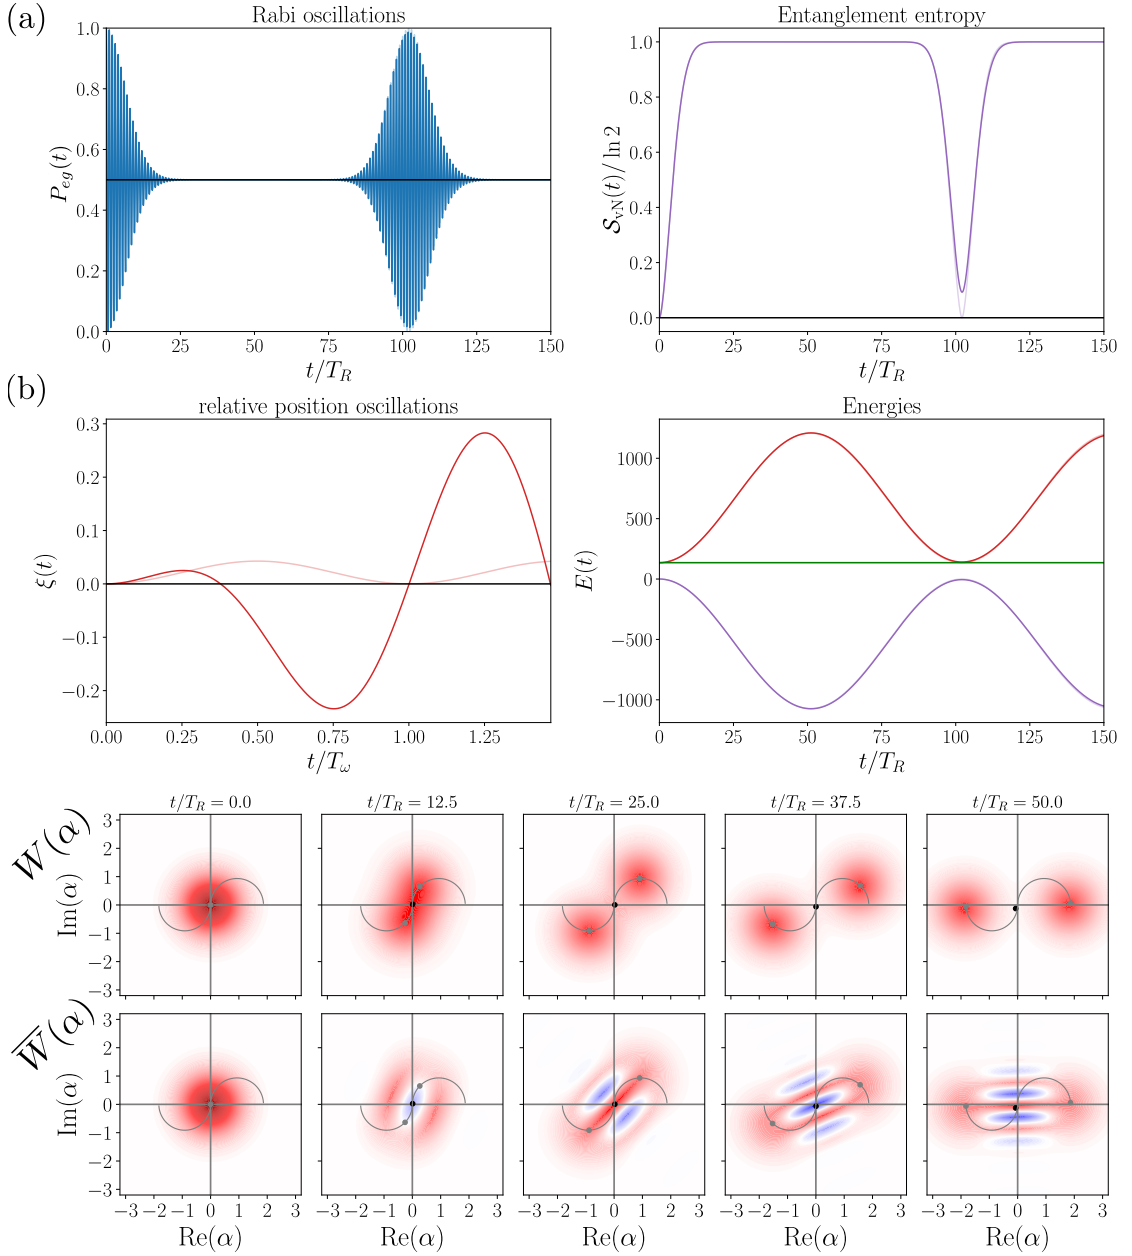 (a)
Rabi oscillations
Entanglement entropy
1.0
0.8
0.6
0.4
0.2
0.0
P_{eg}(t)
0 25 50 75 100 125 150
t/T_R
1.0
0.8
0.6
0.4
0.2
0.0
𝒮_{vN}(t)/ ln 2
0 25 50 75 100 125 150
t/T_R
(b)
relative position oscillations
Energies
0.3
0.2
0.1
0.0
−0.1
−0.2
ξ(t)
0.00 0.25 0.50 0.75 1.00 1.25
t/T_ω
1000
500
0
−500
−1000
E(t)
0 25 50 75 100 125 150
t/T_R
t/T_R = 0.0
t/T_R = 12.5
t/T_R = 25.0
t/T_R = 37.5
t/T_R = 50.0
W(α)
Im(α)
3
2
1
0
−1
−2
−3
W̅(α)
Im(α)
3
2
1
0
−1
−2
−3
−3 −2 −1 0 1 2 3
−3 −2 −1 0 1 2 3
−3 −2 −1 0 1 2 3
−3 −2 −1 0 1 2 3
−3 −2 −1 0 1 2 3
Re(α)
Re(α)
Re(α)
Re(α)
Re(α)